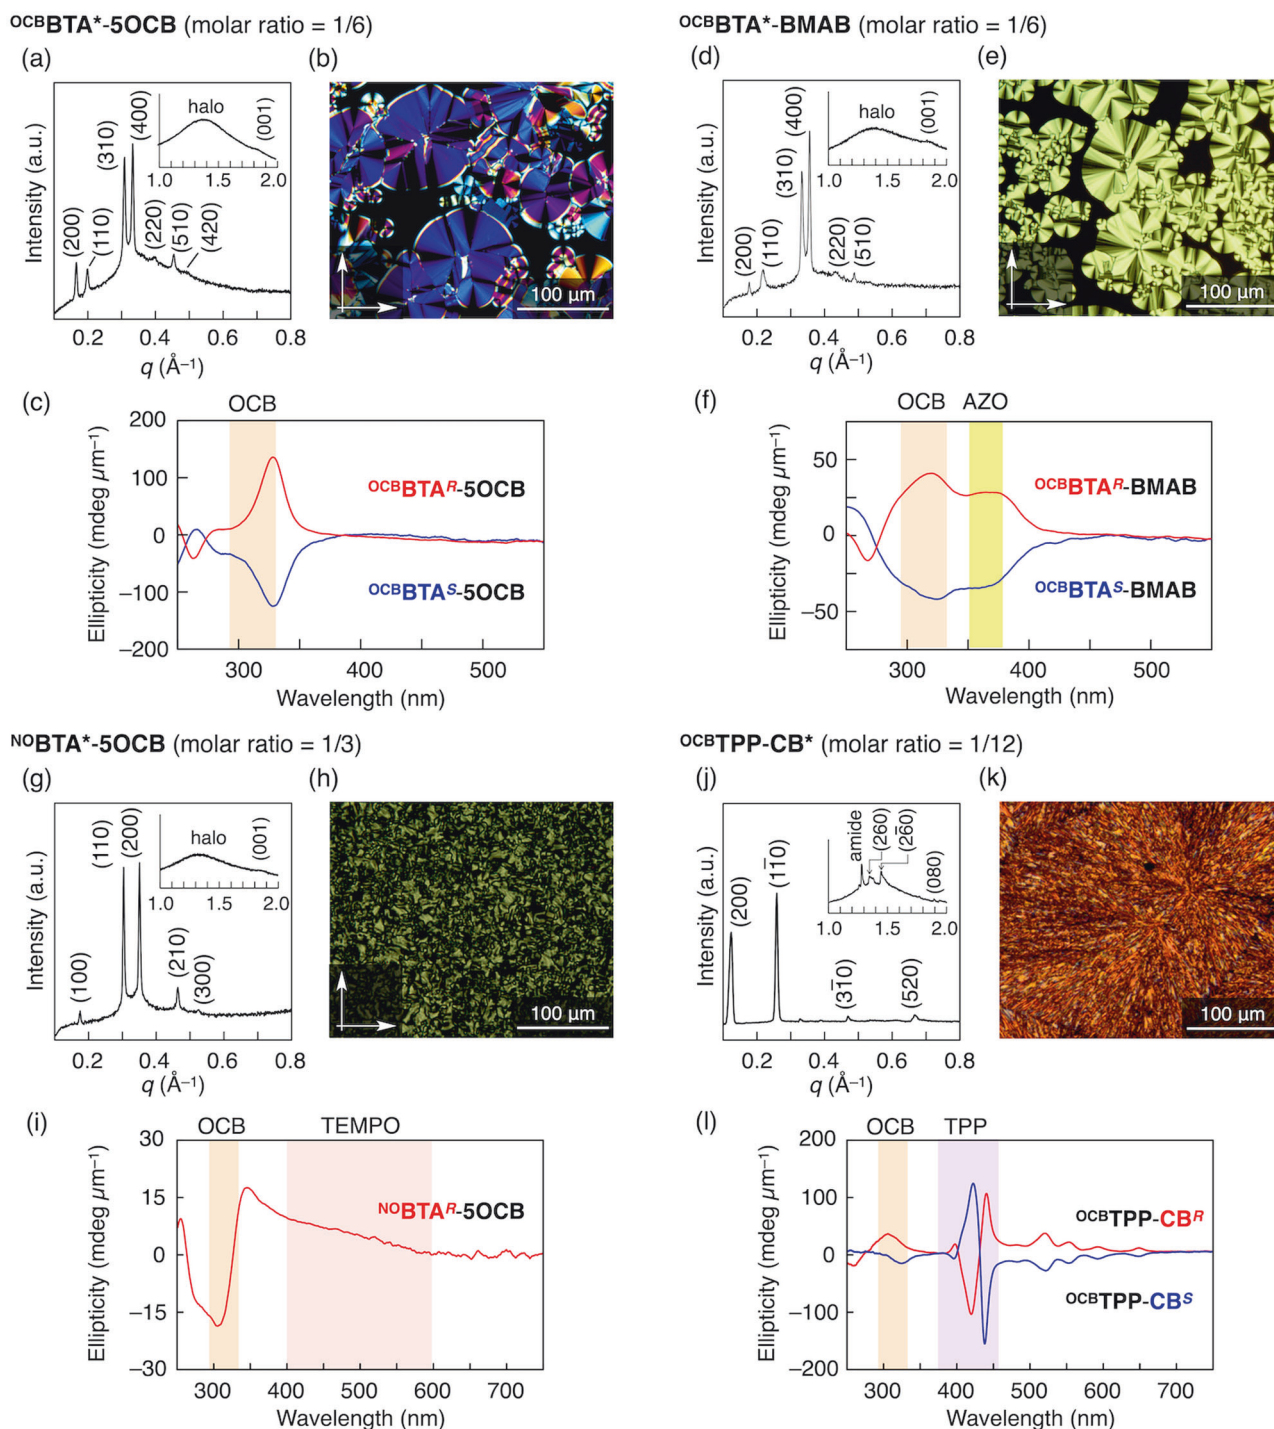 OCBBTA*-5OCB (molar ratio = 1/6)
(a)
(b)
Intensity (a.u.)
(200)
(110)
(310)
(400)
(220)
(510)
(420)
halo
(001)
1.0 1.5 2.0
0.2 0.4 0.6 0.8
q (Å–1)
100 µm
(c)
OCB
Ellipticity (mdeg µm–1)
200
100
0
–100
–200
OCBBTAR-5OCB
OCBBTAS-5OCB
300 400 500
Wavelength (nm)
OCBBTA*-BMAB (molar ratio = 1/6)
(d)
(e)
Intensity (a.u.)
(200)
(110)
(310)
(400)
(220)
(510)
halo
(001)
1.0 1.5 2.0
0.2 0.4 0.6 0.8
q (Å–1)
100 µm
(f)
OCB AZO
Ellipticity (mdeg µm–1)
50
0
–50
OCBBTAR-BMAB
OCBBTAS-BMAB
300 400 500
Wavelength (nm)
NOBTA*-5OCB (molar ratio = 1/3)
(g)
(h)
Intensity (a.u.)
(100)
(110)
(200)
(210)
(300)
halo
(001)
1.0 1.5 2.0
0.2 0.4 0.6 0.8
q (Å–1)
100 µm
(i)
OCB TEMPO
Ellipticity (mdeg µm–1)
30
15
0
–15
–30
NOBTAR-5OCB
300 400 500 600 700
Wavelength (nm)
OCBTPP-CB* (molar ratio = 1/12)
(j)
(k)
Intensity (a.u.)
(200)
(11̄0)
(31̄0)
(520)
amide
(260)
(2̄60)
(080)
1.0 1.5 2.0
0.2 0.4 0.6 0.8
q (Å–1)
100 µm
(l)
OCB TPP
Ellipticity (mdeg µm–1)
200
100
0
–100
–200
OCBTPP-CBR
OCBTPP-CBS
300 400 500 600 700
Wavelength (nm)